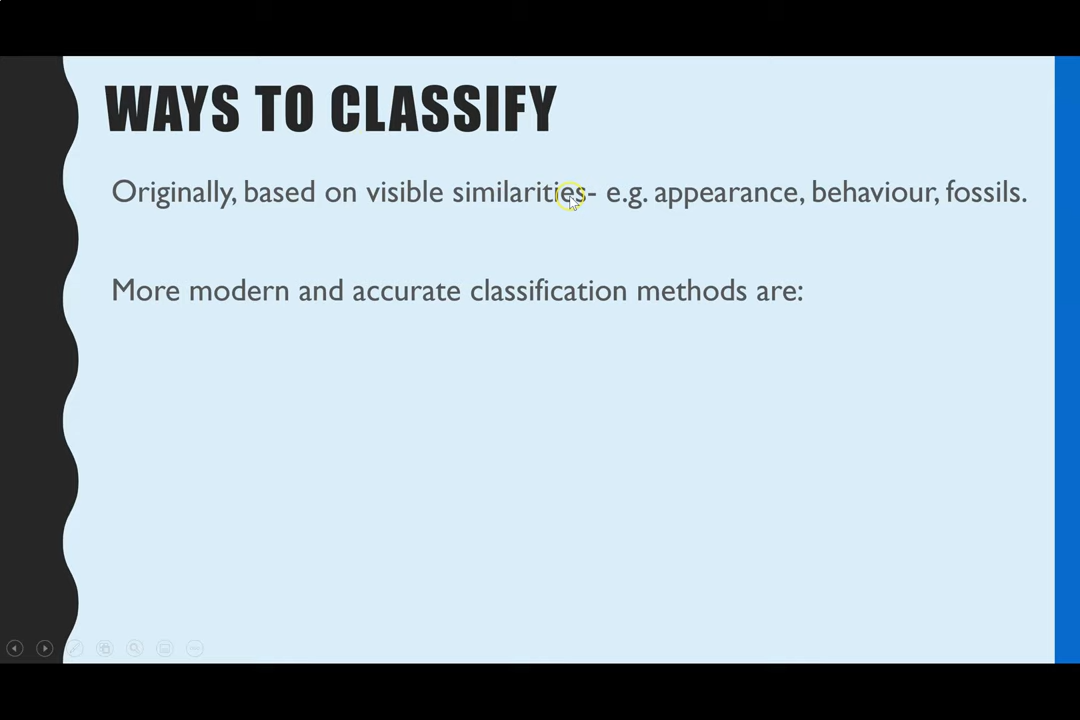 WAYS TO CLASSIFY
Originally, based on visible similarities- e.g. appearance, behaviour, fossils.
More modern and accurate classification methods are: